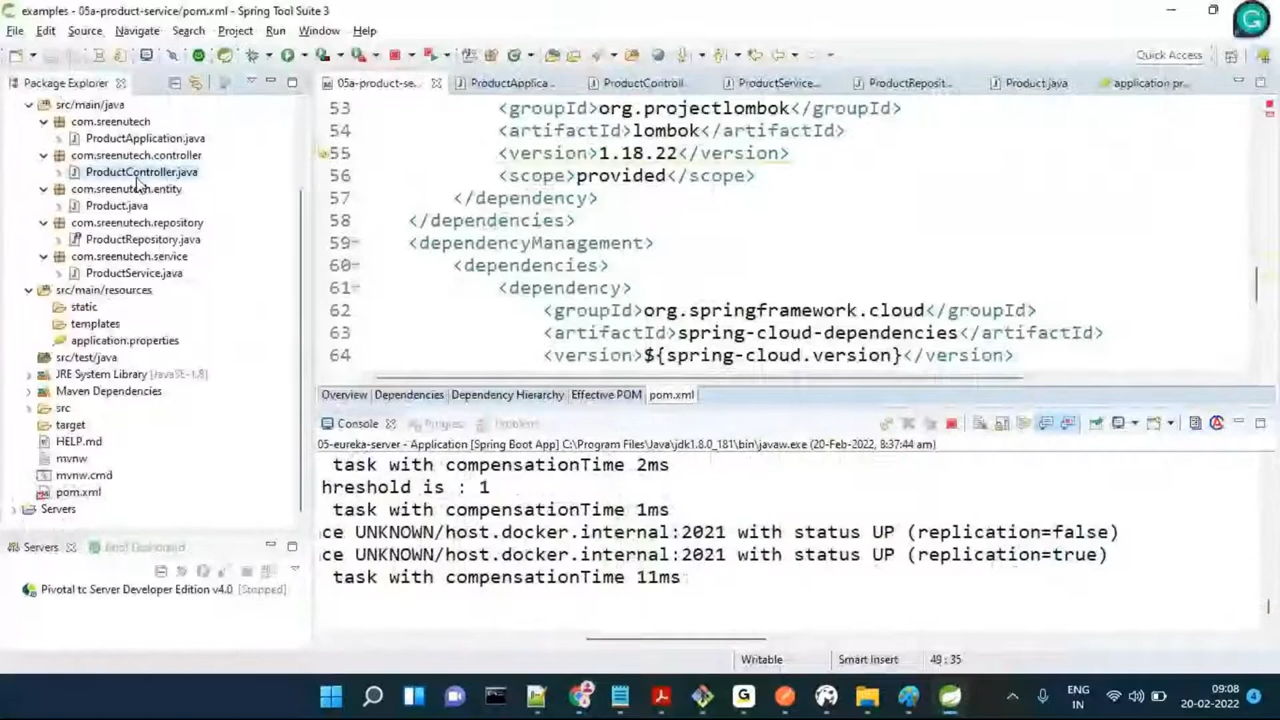 examples - 05a-product-service/pom.xml - Spring Tool Suite 3
File Edit Source Navigate Search Project Run Window Help
Quick Access
Package Explorer
05a-product-se... ProductApplica... ProductControll... ProductService... ProductReposit... Product.java application.pr...
src/main/java
com.sreenutech
ProductApplication.java
com.sreenutech.controller
ProductController.java
com.sreenutech.entity
Product.java
com.sreenutech.repository
ProductRepository.java
com.sreenutech.service
ProductService.java
src/main/resources
static
templates
application.properties
src/test/java
JRE System Library [JavaSE-1.8]
Maven Dependencies
src
target
HELP.md
mvnw
mvnw.cmd
pom.xml
Servers
53 <groupId>org.projectlombok</groupId>
54 <artifactId>lombok</artifactId>
55 <version>1.18.22</version>
56 <scope>provided</scope>
57 </dependency>
58 </dependencies>
59 <dependencyManagement>
60 <dependencies>
61 <dependency>
62 <groupId>org.springframework.cloud</groupId>
63 <artifactId>spring-cloud-dependencies</artifactId>
64 <version>${spring-cloud.version}</version>
Overview Dependencies Dependency Hierarchy Effective POM pom.xml
Console Progress Problems
05-eureka-server - Application [Spring Boot App] C:\Program Files\Java\jdk1.8.0_181\bin\javaw.exe (20-Feb-2022, 8:37:44 am)
task with compensationTime 2ms
hreshold is : 1
task with compensationTime 1ms
ce UNKNOWN/host.docker.internal:2021 with status UP (replication=false)
ce UNKNOWN/host.docker.internal:2021 with status UP (replication=true)
task with compensationTime 11ms
Servers Boot Dashboard
Pivotal tc Server Developer Edition v4.0 [Stopped]
Writable Smart Insert 49 : 35
ENG
IN
09:08
20-02-2022